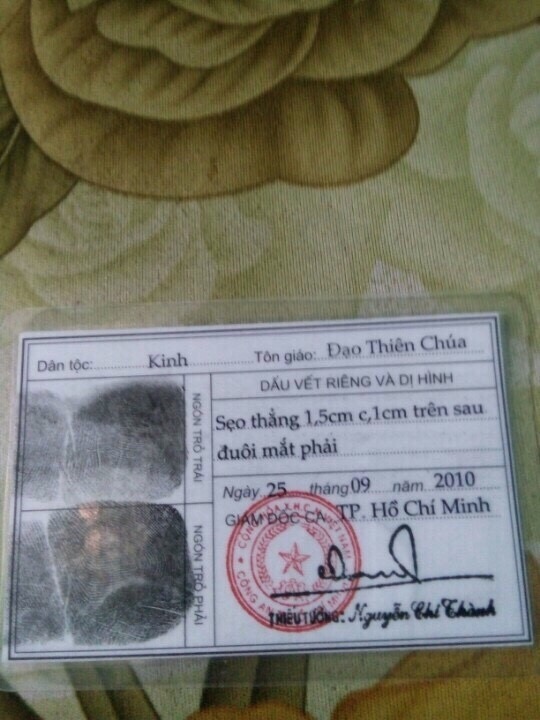 Dân tộc: Kinh Tôn giáo: Đạo Thiên Chúa
DẤU VẾT RIÊNG VÀ DỊ HÌNH
Sẹo thẳng 1,5cm c,1cm trên sau
đuôi mắt phải
NGÓN TRỎ TRÁI
Ngày 25 tháng 09 năm 2010
GIÁM ĐỐC CA TP. Hồ Chí Minh
NGÓN TRỎ PHẢI
THIẾU TƯỚNG: Nguyễn Chí Thành